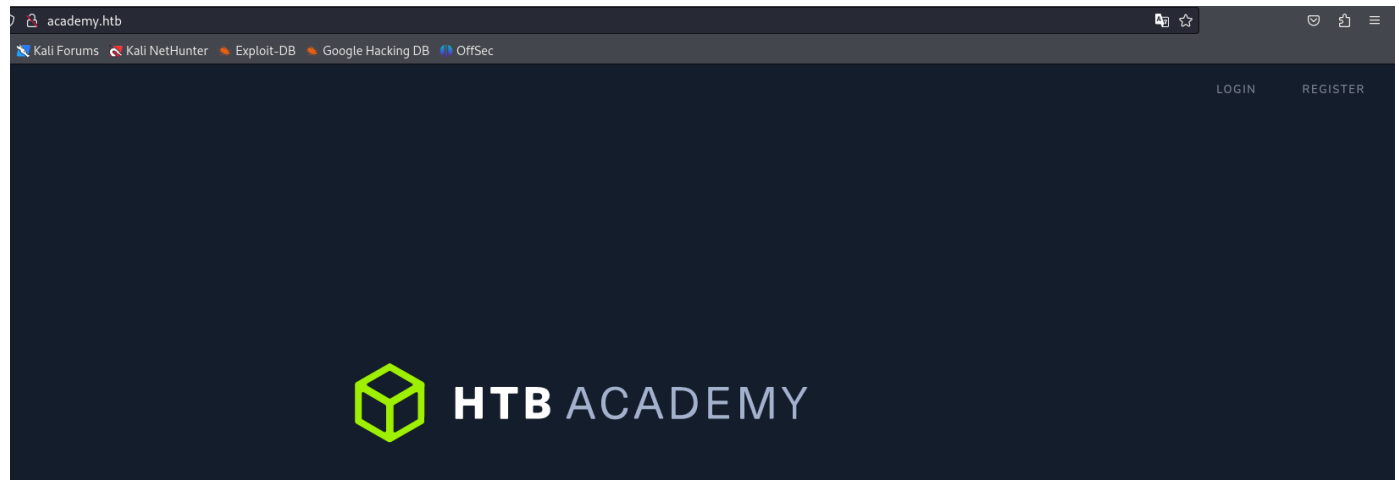 academy.htb
Kali Forums Kali NetHunter Exploit-DB Google Hacking DB OffSec
LOGIN REGISTER
HTB ACADEMY